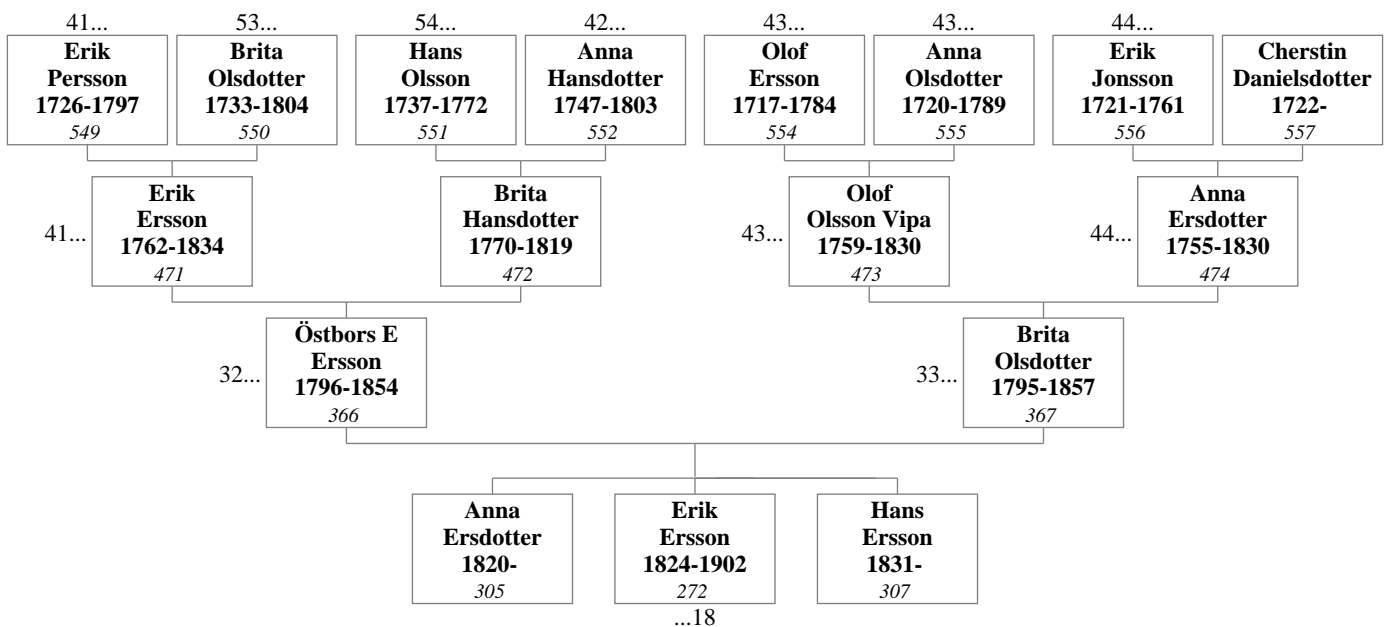 41... 53... 54... 42... 43... 43... 44...
Erik
Persson
1726-1797
549
Brita
Olsdotter
1733-1804
550
Hans
Olsson
1737-1772
551
Anna
Hansdotter
1747-1803
552
Olof
Ersson
1717-1784
554
Anna
Olsdotter
1720-1789
555
Erik
Jonsson
1721-1761
556
Cherstin
Danielsdotter
1722-
557
41...
Erik
Ersson
1762-1834
471
Brita
Hansdotter
1770-1819
472
43...
Olof
Olsson Vipa
1759-1830
473
44...
Anna
Ersdotter
1755-1830
474
32...
Östbors E
Ersson
1796-1854
366
33...
Brita
Olsdotter
1795-1857
367
Anna
Ersdotter
1820-
305
Erik
Ersson
1824-1902
272
...18
Hans
Ersson
1831-
307